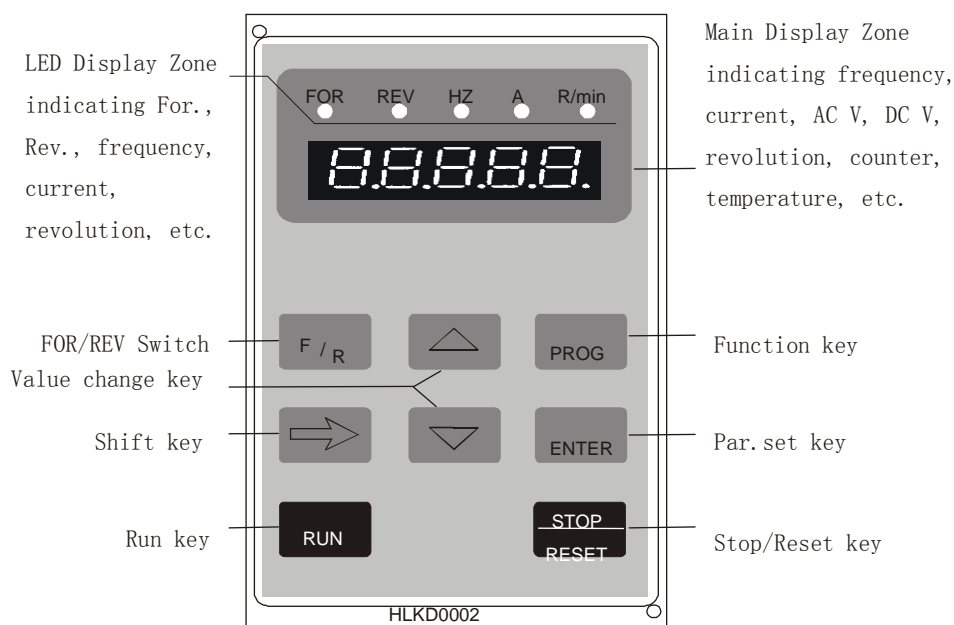 LED Display Zone
indicating For.,
Rev., frequency,
current,
revolution, etc.
FOR REV HZ A R/min
8.8.8.8.8.
Main Display Zone
indicating frequency,
current, AC V, DC V,
revolution, counter,
temperature, etc.
FOR/REV Switch
F/R
PROG
Function key
Value change key
Shift key
ENTER
Par.set key
Run key
RUN
STOP
RESET
Stop/Reset key
HLKD0002